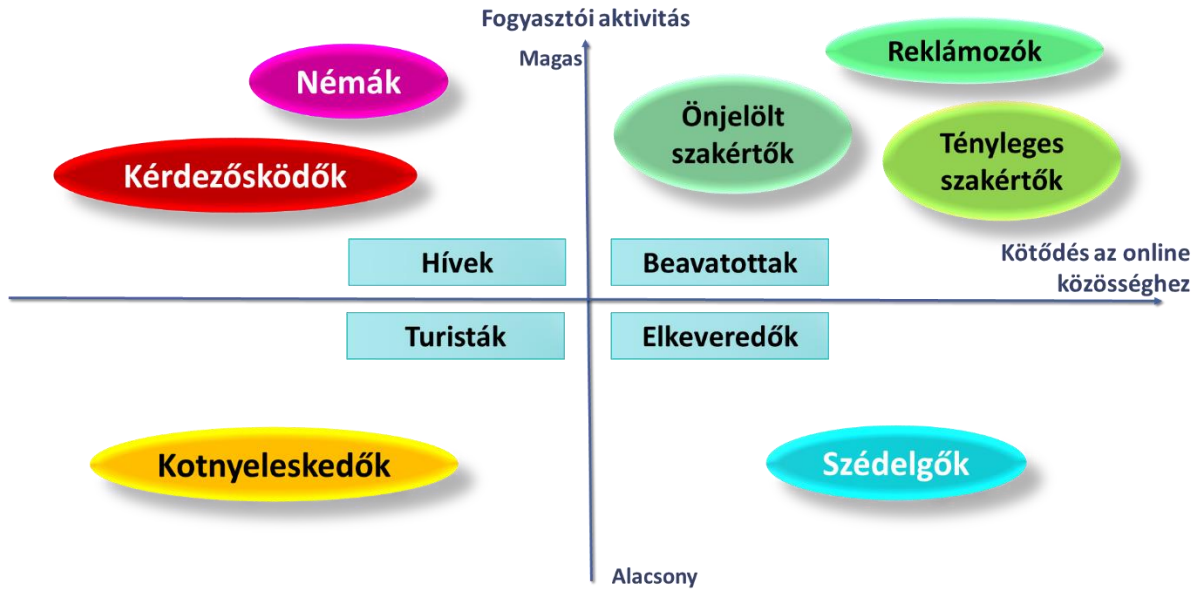 Fogyasztói aktivitás
Magas
Némák
Reklámozók
Önjelölt
szakértők
Tényleges
szakértők
Kérdezősködők
Hívek
Beavatottak
Kötődés az online
közösséghez
Turisták
Elkeveredők
Kotnyeleskedők
Szédelgők
Alacsony